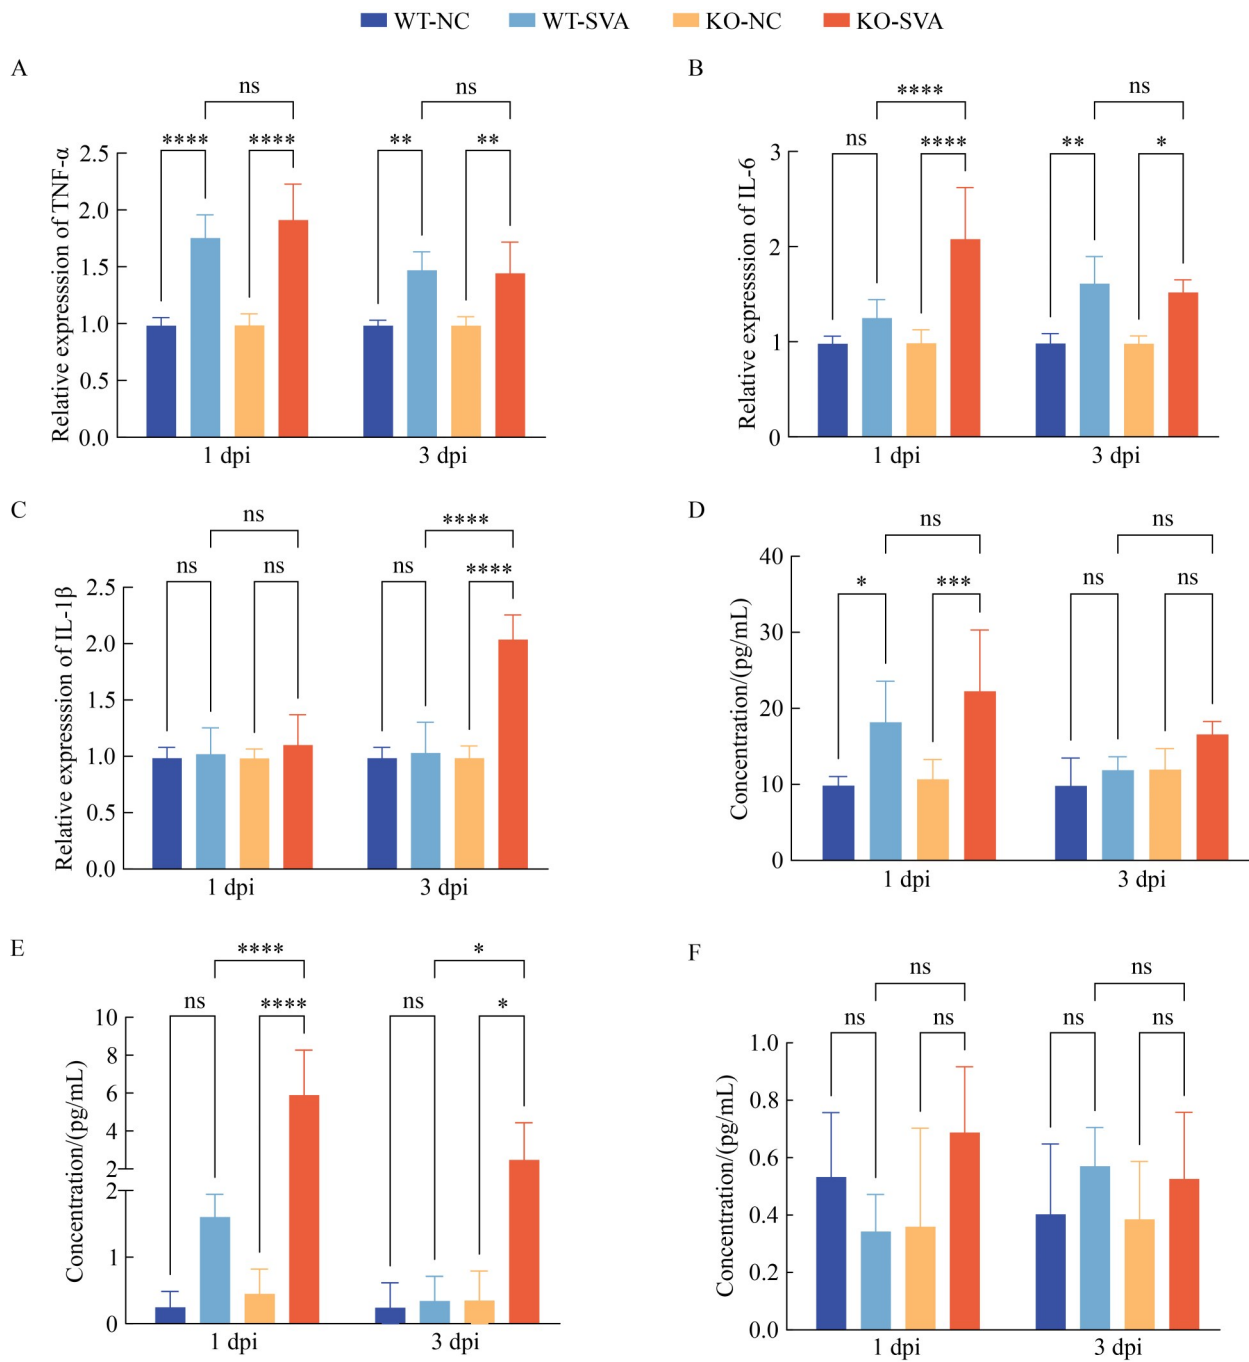 WT-NC WT-SVA KO-NC KO-SVA
A
ns ns
**** **** ** **
Relative expresssion of TNF-α
2.5
2.0
1.5
1.0
0.5
0.0
1 dpi 3 dpi
B
**** ns
ns **** ** *
Relative expresssion of IL-6
3
2
1
0
1 dpi 3 dpi
C
ns ****
ns ns ns ****
Relative expresssion of IL-1β
2.5
2.0
1.5
1.0
0.5
0.0
1 dpi 3 dpi
D
ns ns
* *** ns ns
Concentration/(pg/mL)
40
30
20
10
0
1 dpi 3 dpi
E
**** *
ns **** ns *
Concentration/(pg/mL)
10
8
6
4
2
2
1
0
1 dpi 3 dpi
F
ns ns
ns ns ns ns
Concentration/(pg/mL)
1.0
0.8
0.6
0.4
0.2
0.0
1 dpi 3 dpi